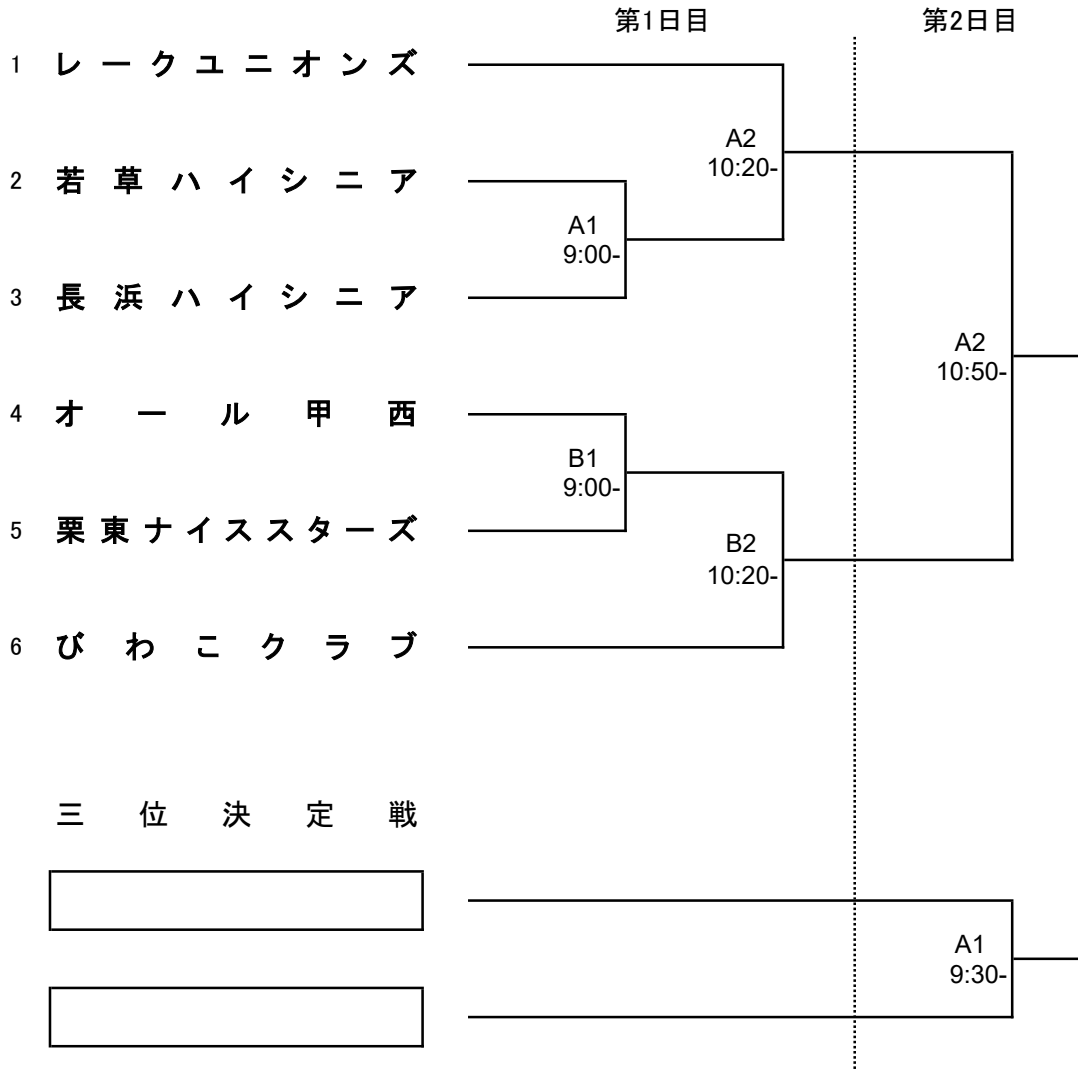 第1日目 第2日目
1 レークユニオンズ
A2
10:20-
2 若草ハイシニア
A1
9:00-
3 長浜ハイシニア
A2
10:50-
4 オール甲西
B1
9:00-
5 栗東ナイススターズ
B2
10:20-
6 びわこクラブ
三位決定戦
A1
9:30-